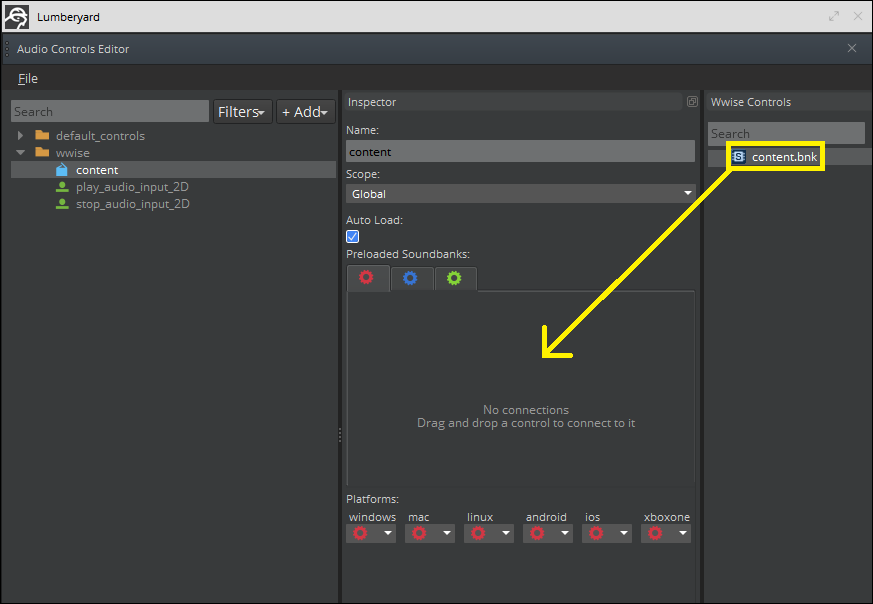 Lumberyard
Audio Controls Editor
File
Search
Filters
+ Add
default_controls
wwise
content
play_audio_input_2D
stop_audio_input_2D
Inspector
Name:
content
Scope:
Global
Auto Load:
Preloaded Soundbanks:
No connections
Drag and drop a control to connect to it
Platforms:
windows mac linux android ios xboxone
Wwise Controls
Search
content.bnk